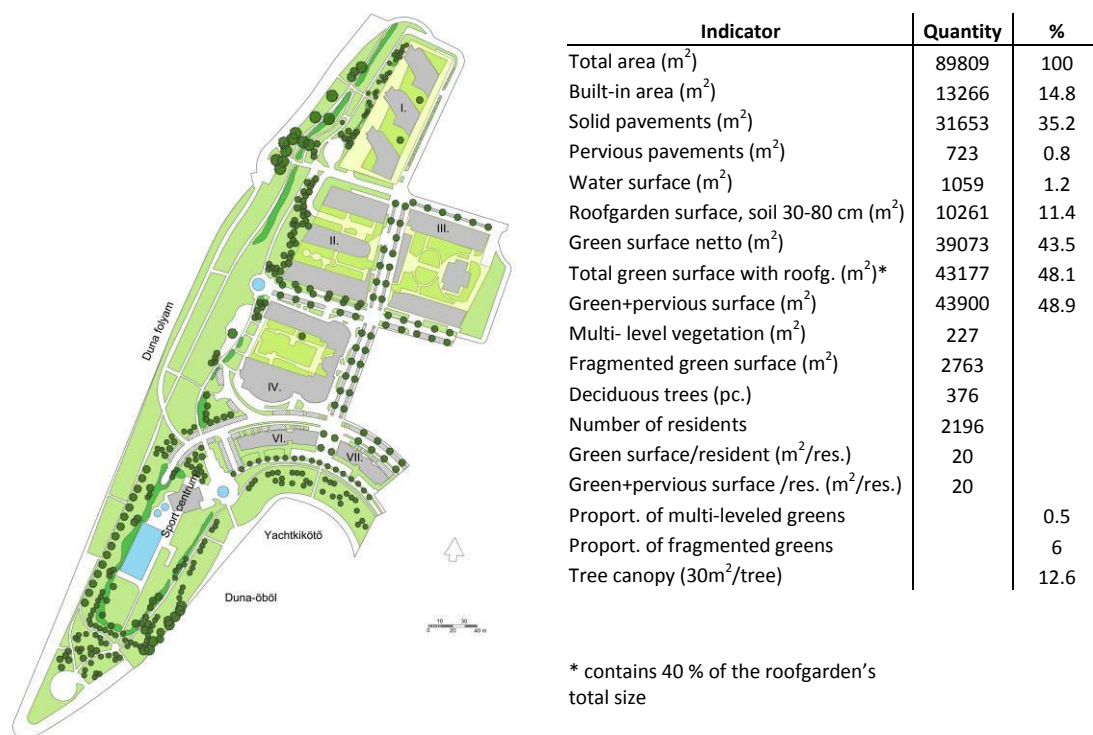 I.
II.
III.
IV.
VI.
VII.
Duna folyam
Sport centrum
Yachtkikötő
Duna-öböl
10 30
0 20 40 m
Indicator Quantity %
Total area (m²) 89809 100
Built-in area (m²) 13266 14.8
Solid pavements (m²) 31653 35.2
Pervious pavements (m²) 723 0.8
Water surface (m²) 1059 1.2
Roofgarden surface, soil 30-80 cm (m²) 10261 11.4
Green surface netto (m²) 39073 43.5
Total green surface with roofg. (m²)* 43177 48.1
Green+pervious surface (m²) 43900 48.9
Multi- level vegetation (m²) 227
Fragmented green surface (m²) 2763
Deciduous trees (pc.) 376
Number of residents 2196
Green surface/resident (m²/res.) 20
Green+pervious surface /res. (m²/res.) 20
Proport. of multi-leveled greens 0.5
Proport. of fragmented greens 6
Tree canopy (30m²/tree) 12.6
* contains 40 % of the roofgarden's
total size